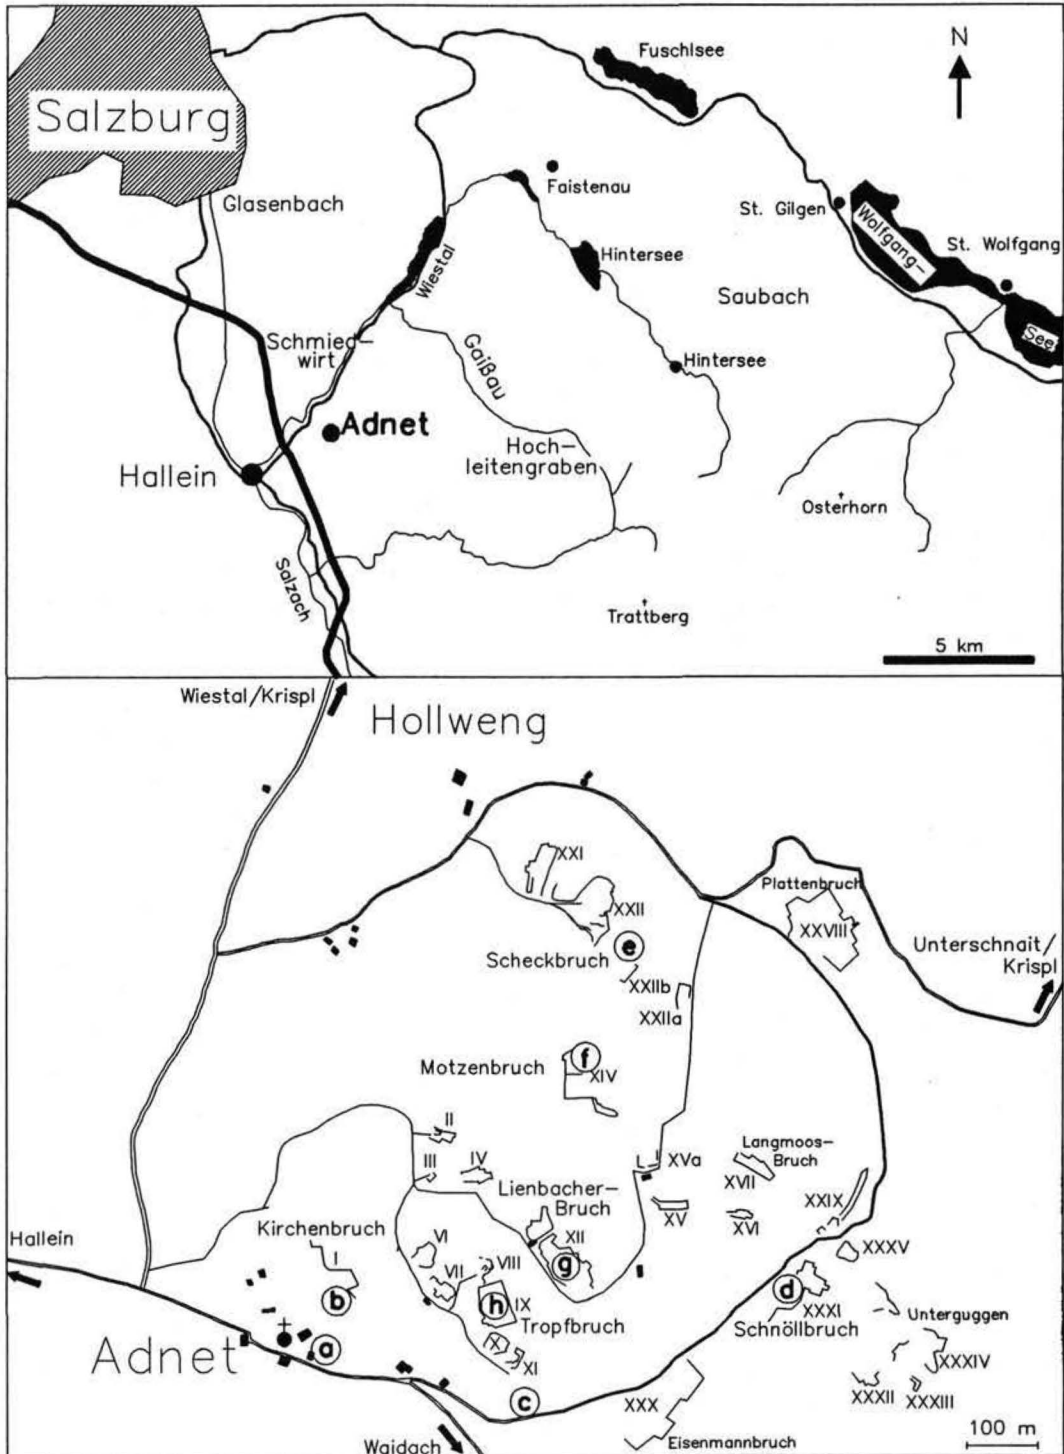 N
Fuschlsee
Salzburg
Faistenau
Glasenbach
St. Gilgen
Wolfgang-
St. Wolfgang
Wiestal
Hintersee
Saubach
See
Schmied-
wirt
Gaißau
Hintersee
Adnet
Hoch-
leitengraben
Hallein
Osterhorn
Salzach
Trattberg
5 km
Wiestal/Krispl
Hollweng
XXI
Plattenbruch
XXII
XXVIII
e
Scheckbruch
Unterschnait/
Krispl
XXIIb
XXIIa
f
Motzenbruch
XIV
II
Langmoos-
Bruch
III
IV
XVa
XVII
Lienbacher-
Bruch
XXIX
XV
XVI
Kirchenbruch
Hallein
VI
XII
XXXV
I
VIII
g
VII
d
b
h
IX
XXXI
Unterguggen
Tropfbruch
Schnöllbruch
Adnet
a
X
XI
XXXIV
c
XXX
XXXII
XXXIII
100 m
Waidach
Eisenmannbruch